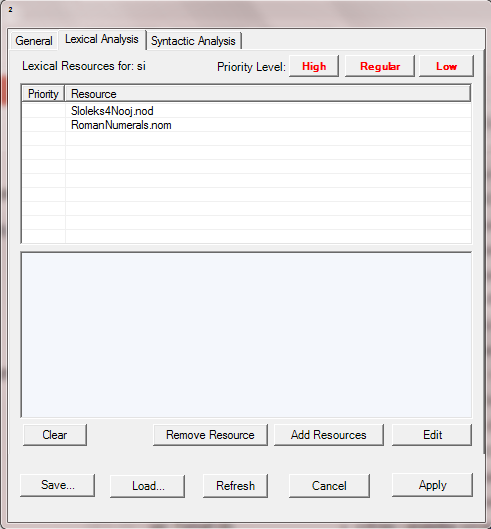 2
General Lexical Analysis Syntactic Analysis
Lexical Resources for: si Priority Level: High Regular Low
Priority Resource
Sloleks4Nooj.nod
RomanNumerals.nom
Clear Remove Resource Add Resources Edit
Save... Load... Refresh Cancel Apply